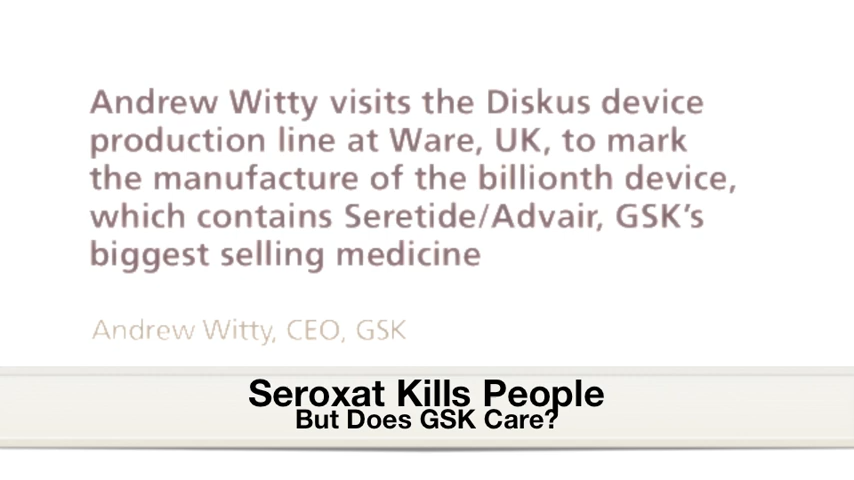 Andrew Witty visits the Diskus device
production line at Ware, UK, to mark
the manufacture of the billionth device,
which contains Seretide/Advair, GSK's
biggest selling medicine
Andrew Witty, CEO, GSK
Seroxat Kills People
But Does GSK Care?